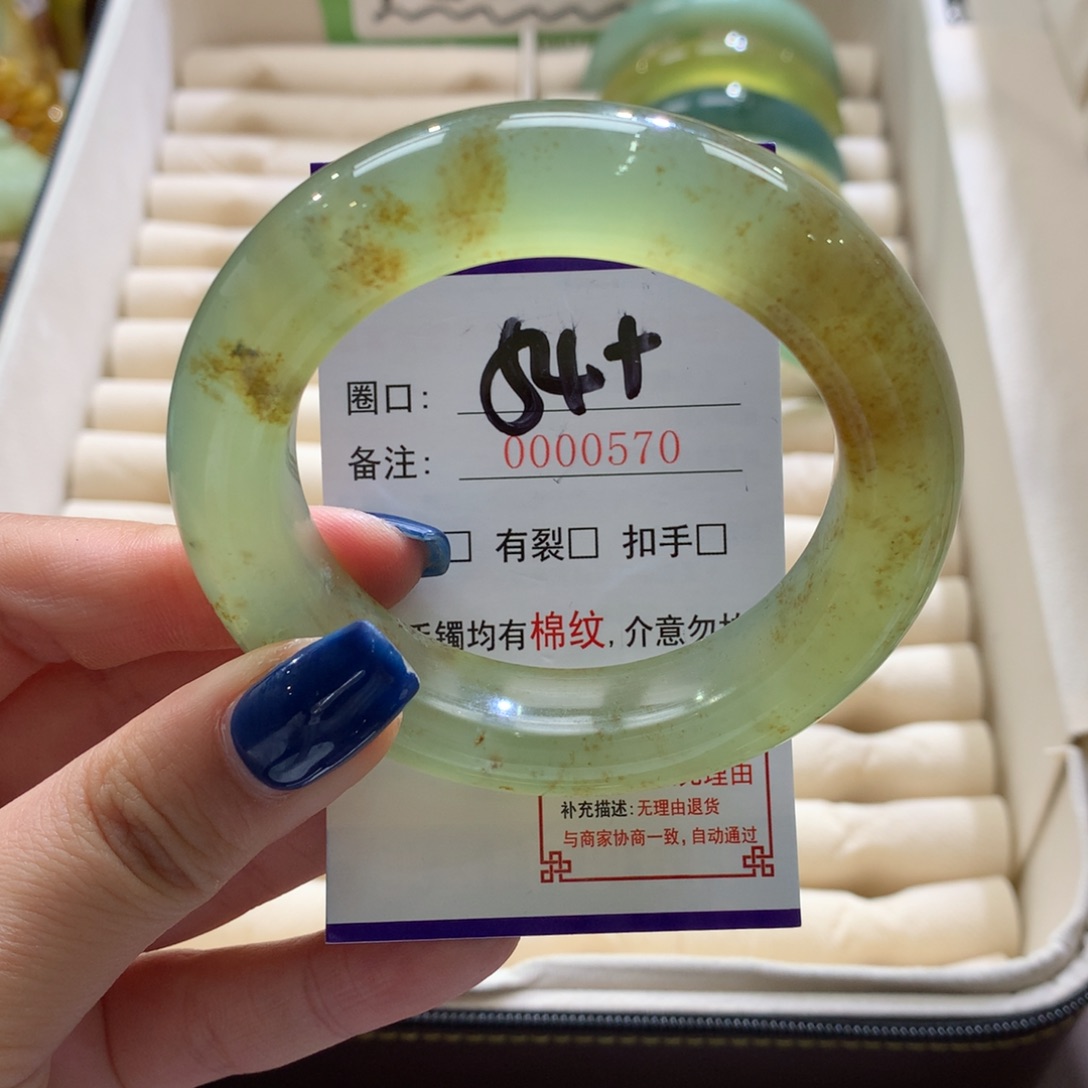 圈口: 54+
备注: 0000570
□ 有裂□ 扣手□
手镯均有棉纹, 介意勿
理由
补充描述: 无理由退货
与商家协商一致, 自动通过